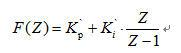 F(Z) = K_p^' + K_i^' · Z / (Z − 1)